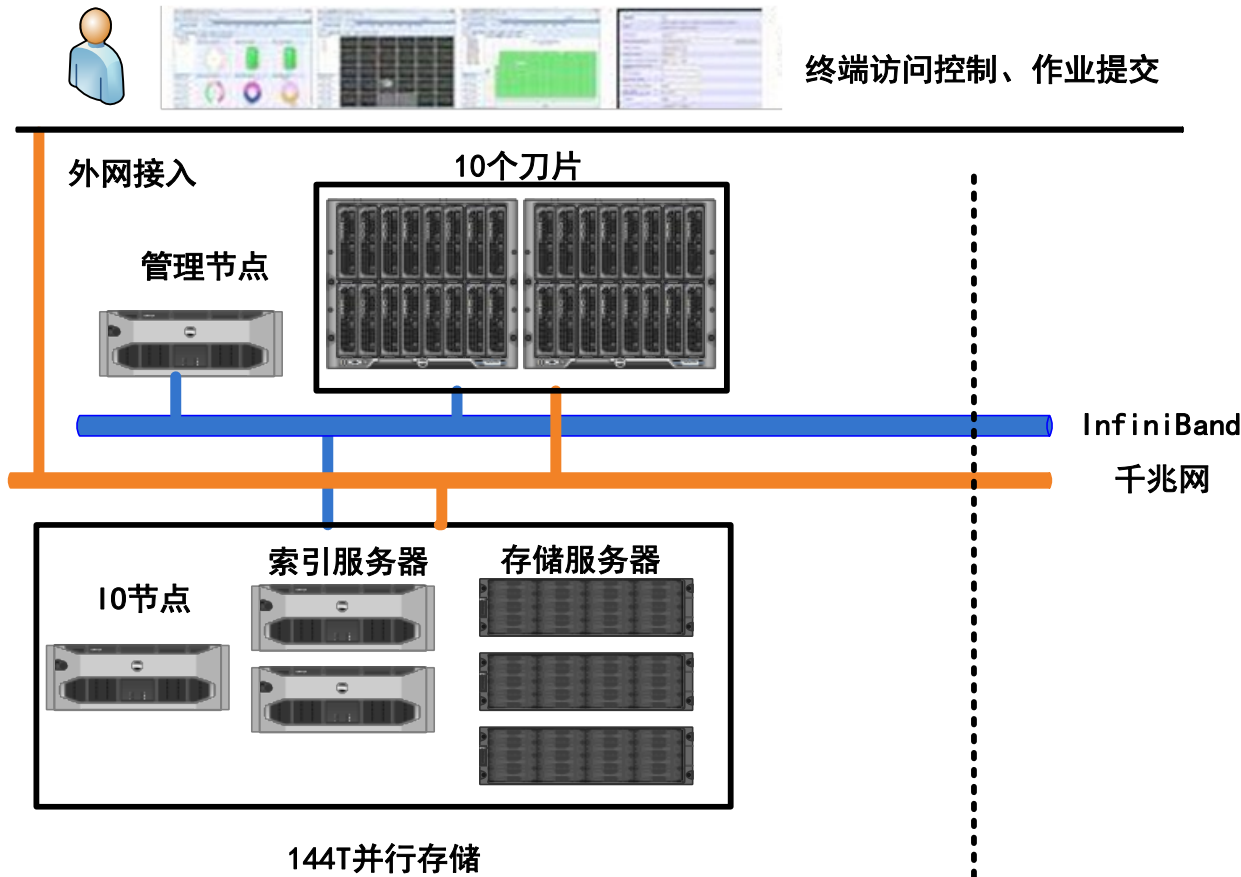 终端访问控制、作业提交
外网接入
10个刀片
管理节点
InfiniBand
千兆网
索引服务器
存储服务器
IO节点
144T并行存储